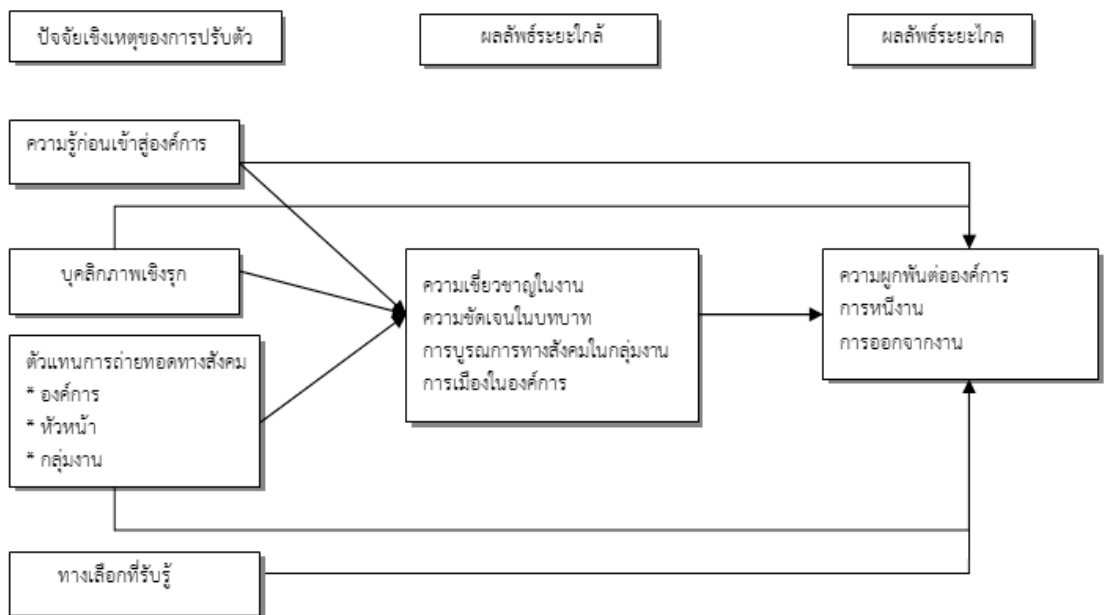 ปัจจัยเชิงเหตุของการปรับตัว
ผลลัพธ์ระยะใกล้
ผลลัพธ์ระยะไกล
ความรู้ก่อนเข้าสู่องค์การ
บุคลิกภาพเชิงรุก
ตัวแทนการถ่ายทอดทางสังคม
* องค์การ
* หัวหน้า
* กลุ่มงาน
ทางเลือกที่รับรู้
ความเชี่ยวชาญในงาน
ความชัดเจนในบทบาท
การบูรณการทางสังคมในกลุ่มงาน
การเมืองในองค์การ
ความผูกพันต่อองค์การ
การหนีงาน
การออกจากงาน